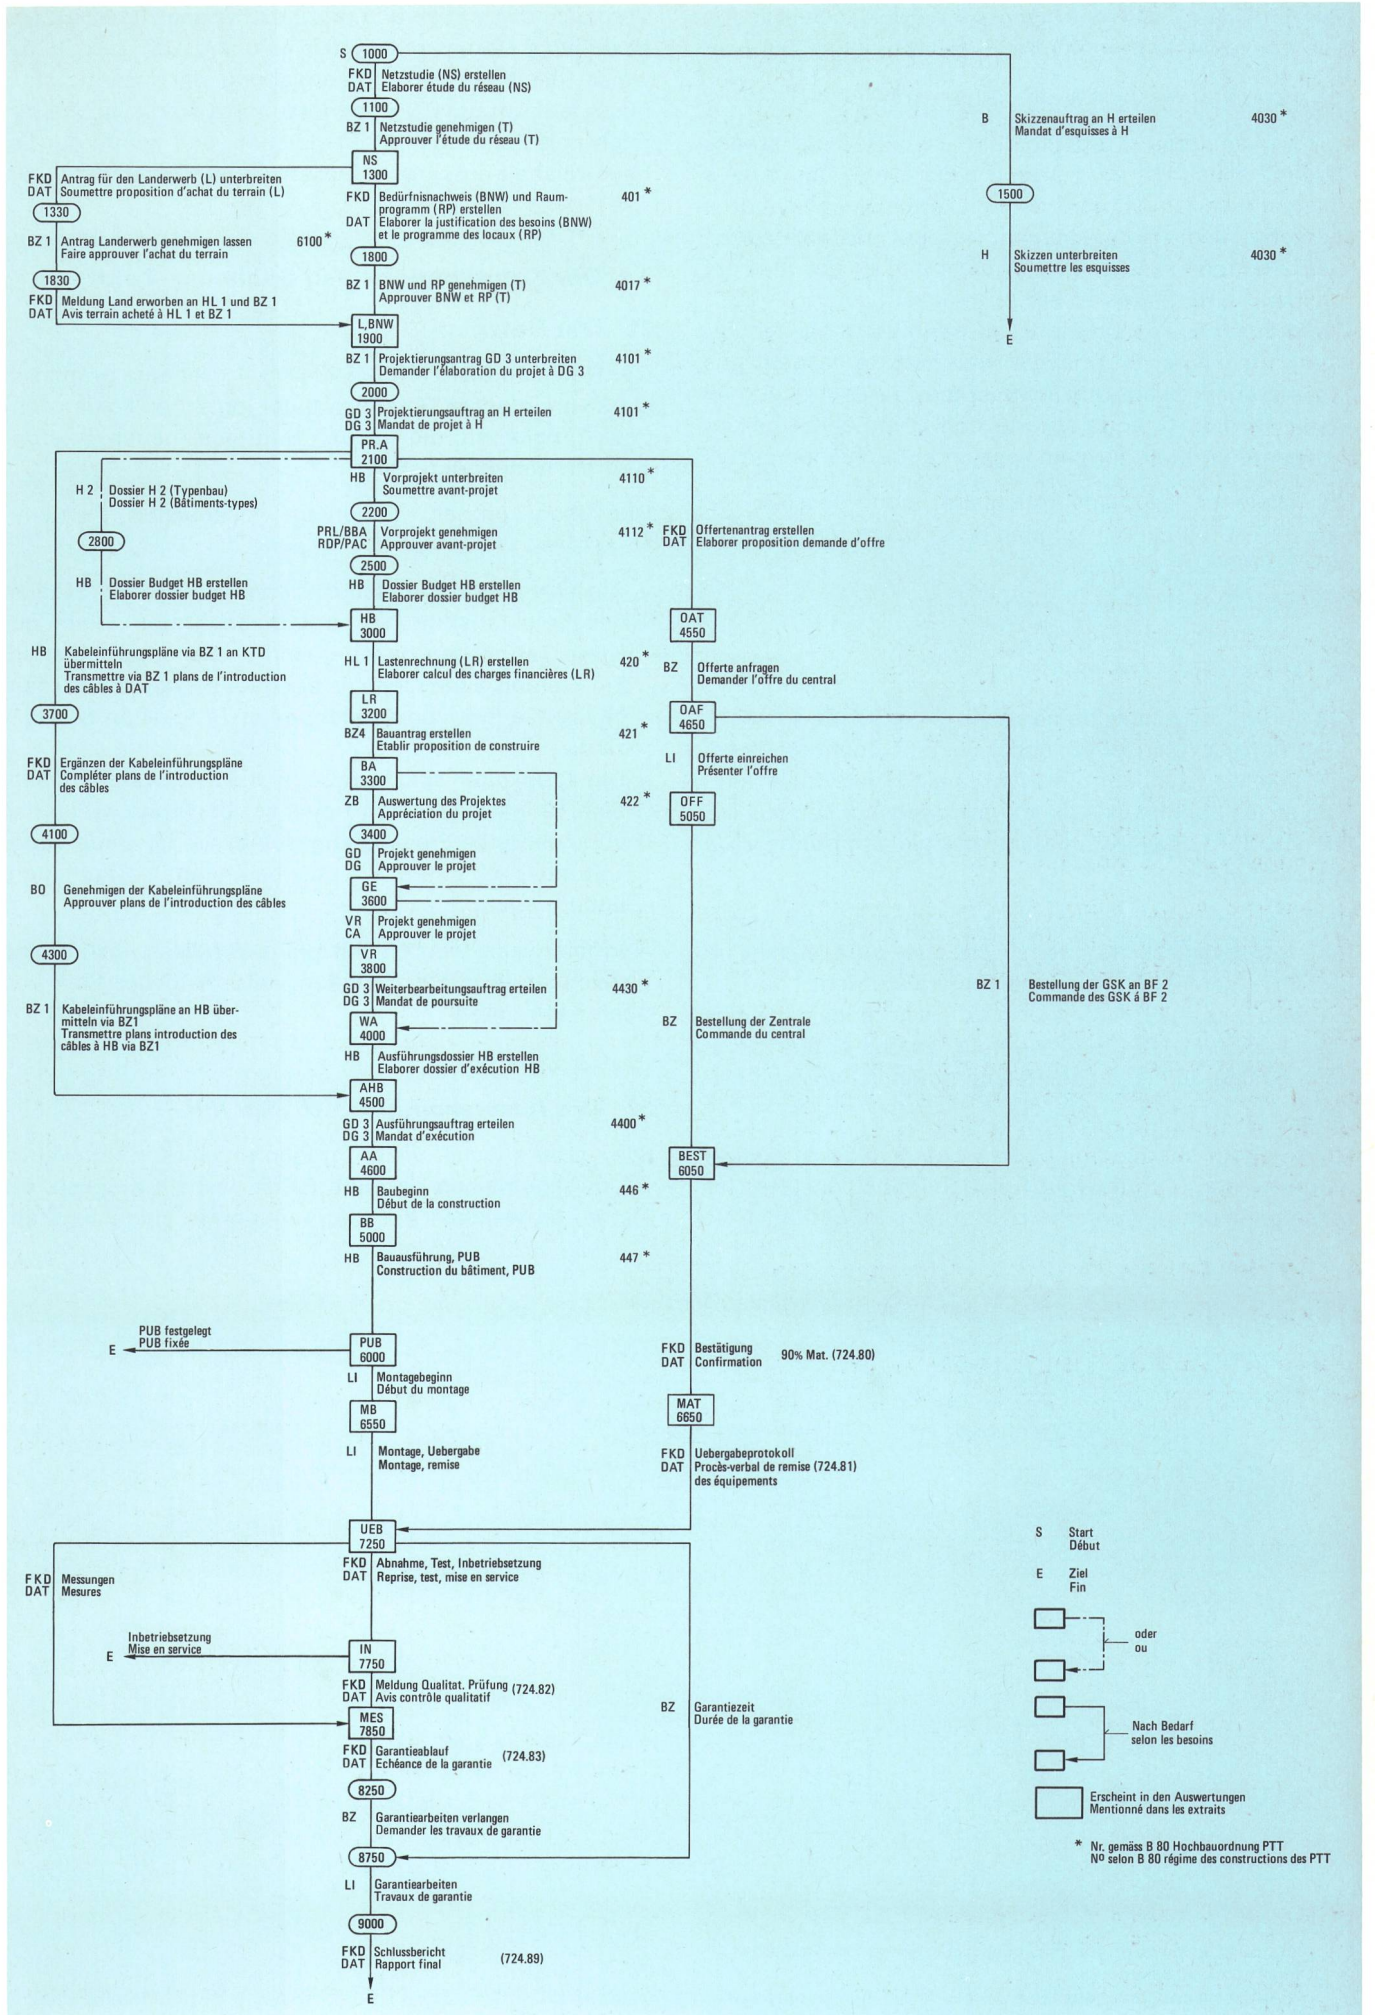 S 1000
FKD Netzstudie (NS) erstellen
DAT Elaborer étude du réseau (NS)
1100
BZ 1 Netzstudie genehmigen (T)
Approuver l'étude du réseau (T)
NS
1300
B Skizzenauftrag an H erteilen 4030 *
Mandat d'esquisses à H
1500
H Skizzen unterbreiten 4030 *
Soumettre les esquisses
E
FKD Antrag für den Landerwerb (L) unterbreiten
DAT Soumettre proposition d'achat du terrain (L)
1330
BZ 1 Antrag Landerwerb genehmigen lassen 6100 *
Faire approuver l'achat du terrain
1830
FKD Meldung Land erworben an HL 1 und BZ 1
DAT Avis terrain acheté à HL 1 et BZ 1
FKD Bedürfnisnachweis (BNW) und Raum- 401 *
programm (RP) erstellen
DAT Elaborer la justification des besoins (BNW)
et le programme des locaux (RP)
1800
BZ 1 BNW und RP genehmigen (T) 4017 *
Approuver BNW et RP (T)
L,BNW
1900
BZ 1 Projektierungsantrag GD 3 unterbreiten 4101 *
Demander l'élaboration du projet à DG 3
2000
GD 3 Projektierungsauftrag an H erteilen 4101 *
DG 3 Mandat de projet à H
PR.A
2100
H 2 Dossier H 2 (Typenbau)
Dossier H 2 (Bâtiments-types)
2800
HB Dossier Budget HB erstellen
Elaborer dossier budget HB
HB Vorprojekt unterbreiten 4110 *
Soumettre avant-projet
2200
PRL/BBA Vorprojekt genehmigen 4112 *
RDP/PAC Approuver avant-projet
2500
HB Dossier Budget HB erstellen
Elaborer dossier budget HB
HB
3000
FKD Offertenantrag erstellen
DAT Elaborer proposition demande d'offre
OAT
4550
BZ Offerte anfragen
Demander l'offre du central
OAF
4650
LI Offerte einreichen
Présenter l'offre
OFF
5050
HB Kabeleinführungspläne via BZ 1 an KTD
übermitteln
Transmettre via BZ 1 plans de l'introduction
des câbles à DAT
3700
FKD Ergänzen der Kabeleinführungspläne
DAT Compléter plans de l'introduction
des câbles
4100
BO Genehmigen der Kabeleinführungspläne
Approuver plans de l'introduction des câbles
4300
BZ 1 Kabeleinführungspläne an HB über-
mitteln via BZ1
Transmettre plans introduction des
câbles à HB via BZ1
HL 1 Lastenrechnung (LR) erstellen 420 *
Elaborer calcul des charges financières (LR)
LR
3200
BZ4 Bauantrag erstellen 421 *
Etablir proposition de construire
BA
3300
ZB Auswertung des Projektes 422 *
Appréciation du projet
3400
GD Projekt genehmigen
DG Approuver le projet
GE
3600
VR Projekt genehmigen
CA Approuver le projet
VR
3800
GD 3 Weiterbearbeitungsauftrag erteilen 4430 *
DG 3 Mandat de poursuite
WA
4000
HB Ausführungsdossier HB erstellen
Elaborer dossier d'exécution HB
AHB
4500
GD 3 Ausführungsauftrag erteilen 4400 *
DG 3 Mandat d'exécution
AA
4600
HB Baubeginn 446 *
Début de la construction
BB
5000
HB Bauausführung, PUB 447 *
Construction du bâtiment, PUB
BZ Bestellung der Zentrale
Commande du central
BZ 1 Bestellung der GSK an BF 2
Commande des GSK á BF 2
BEST
6050
PUB festgelegt
PUB fixée
E
PUB
6000
LI Montagebeginn
Début du montage
MB
6550
LI Montage, Uebergabe
Montage, remise
FKD Bestätigung 90% Mat. (724.80)
DAT Confirmation
MAT
6650
FKD Uebergabeprotokoll
DAT Procès-verbal de remise (724.81)
des équipements
UEB
7250
FKD Messungen
DAT Mesures
FKD Abnahme, Test, Inbetriebsetzung
DAT Reprise, test, mise en service
Inbetriebsetzung
Mise en service
E
IN
7750
FKD Meldung Qualitat. Prüfung (724.82)
DAT Avis contrôle qualitatif
MES
7850
FKD Garantieablauf (724.83)
DAT Echéance de la garantie
8250
BZ Garantiearbeiten verlangen
Demander les travaux de garantie
BZ Garantiezeit
Durée de la garantie
8750
LI Garantiearbeiten
Travaux de garantie
9000
FKD Schlussbericht (724.89)
DAT Rapport final
E
S Start
Début
E Ziel
Fin
oder
ou
Nach Bedarf
selon les besoins
Erscheint in den Auswertungen
Mentionné dans les extraits
* Nr. gemäss B 80 Hochbauordnung PTT
Nº selon B 80 régime des constructions des PTT